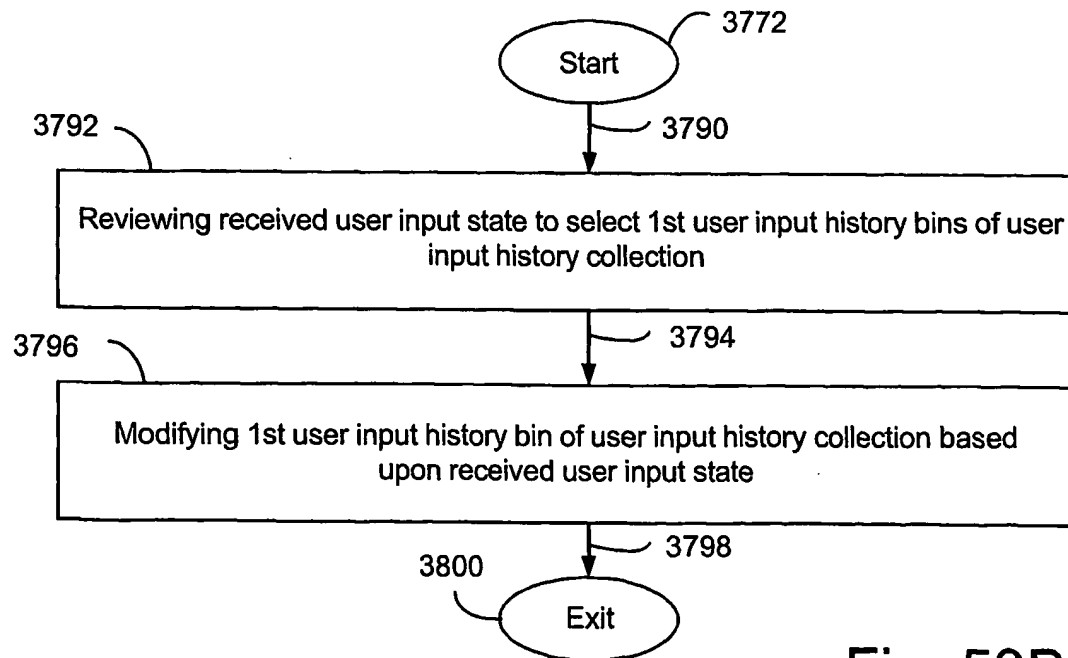 3772
Start
3790
3792
Reviewing received user input state to select 1st user input history bins of user
input history collection
3794
3796
Modifying 1st user input history bin of user input history collection based
upon received user input state
3798
3800
Exit